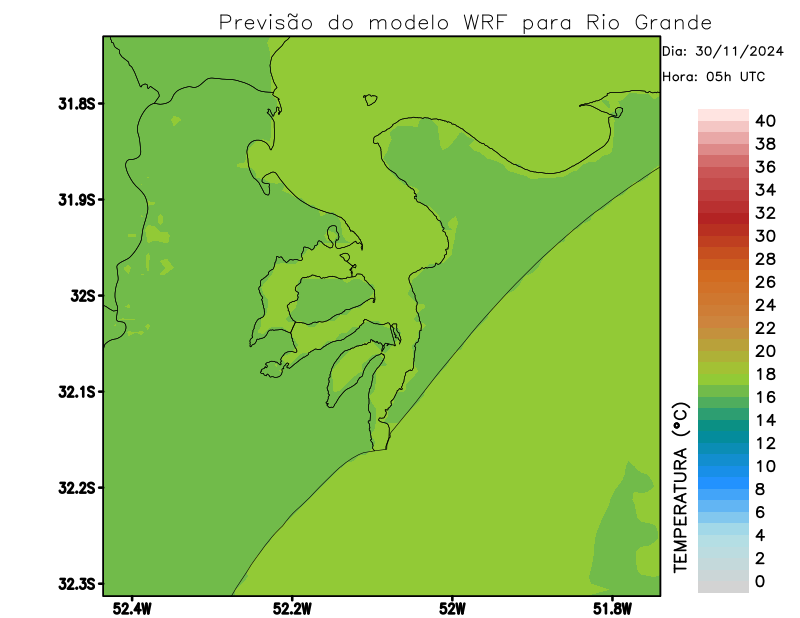 Previsão do modelo WRF para Rio Grande
Dia: 30/11/2024
Hora: 05h UTC
31.8S
31.9S
32S
32.1S
32.2S
32.3S
52.4W
52.2W
52W
51.8W
TEMPERATURA (ºC)
40
38
36
34
32
30
28
26
24
22
20
18
16
14
12
10
8
6
4
2
0